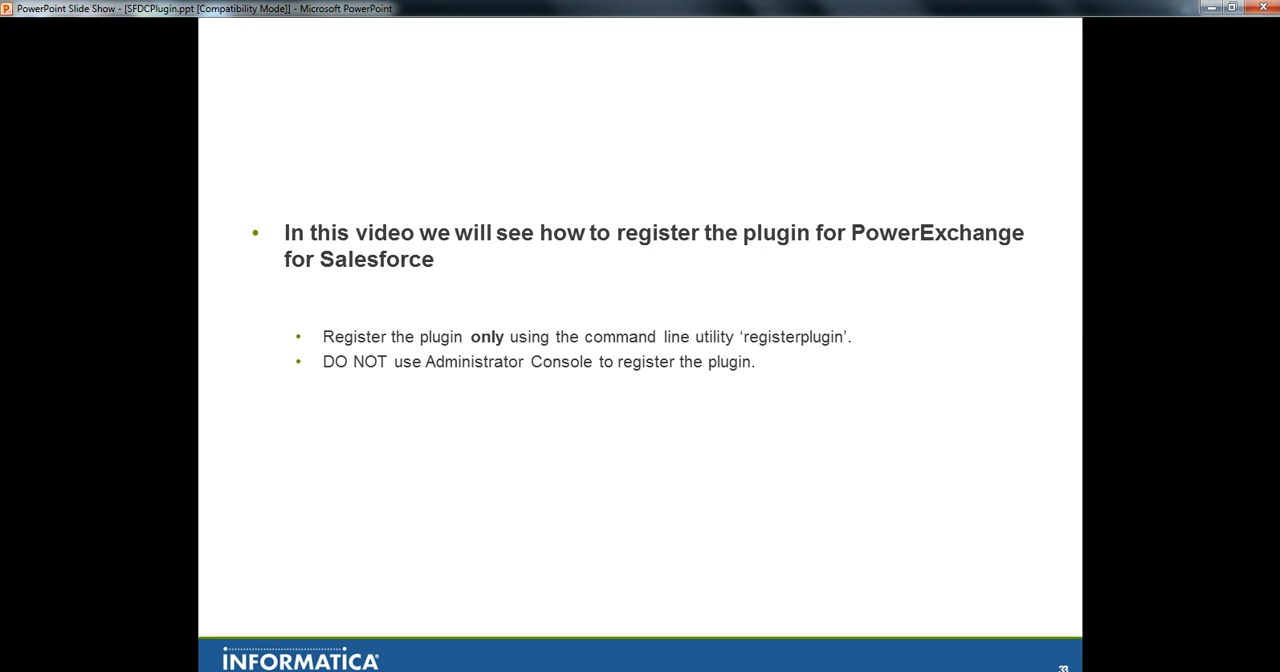 PowerPoint Slide Show - [SFDCPlugin.ppt [Compatibility Mode]] - Microsoft PowerPoint
• In this video we will see how to register the plugin for PowerExchange
for Salesforce
• Register the plugin only using the command line utility ‘registerplugin’.
• DO NOT use Administrator Console to register the plugin.
INFORMATICA®
33